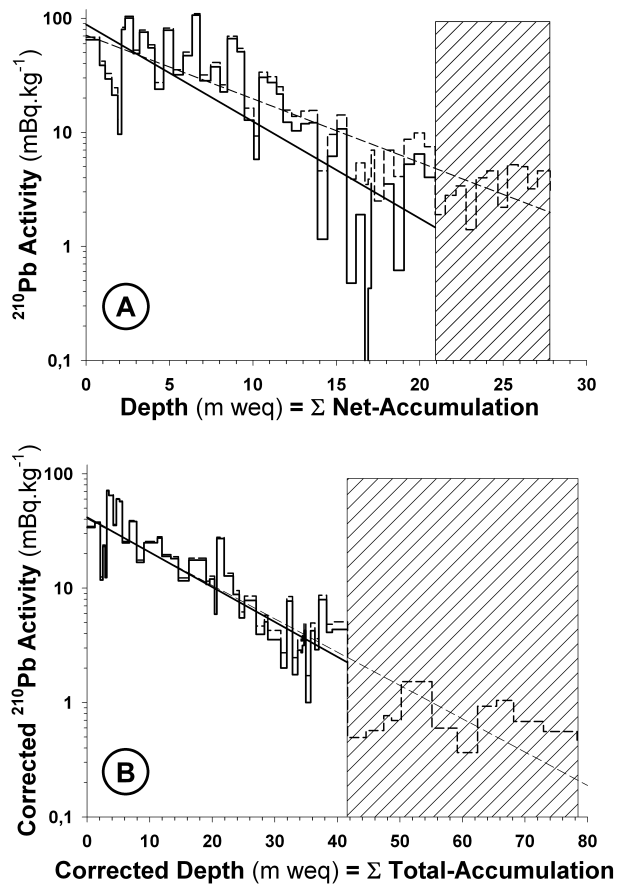 ²¹⁰Pb Activity (mBq.kg⁻¹)
100
10
1
0,1
A
0 5 10 15 20 25 30
Depth (m weq) = Σ Net-Accumulation
Corrected ²¹⁰Pb Activity (mBq.kg⁻¹)
100
10
1
0,1
B
0 10 20 30 40 50 60 70 80
Corrected Depth (m weq) = Σ Total-Accumulation